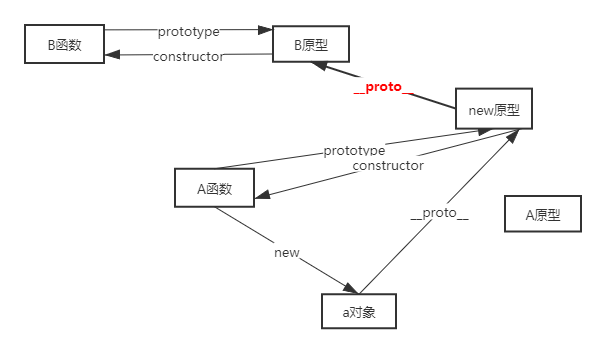 B函数
prototype
constructor
B原型
__proto_
new原型
prototype
constructor
A函数
__proto__
A原型
new
a对象